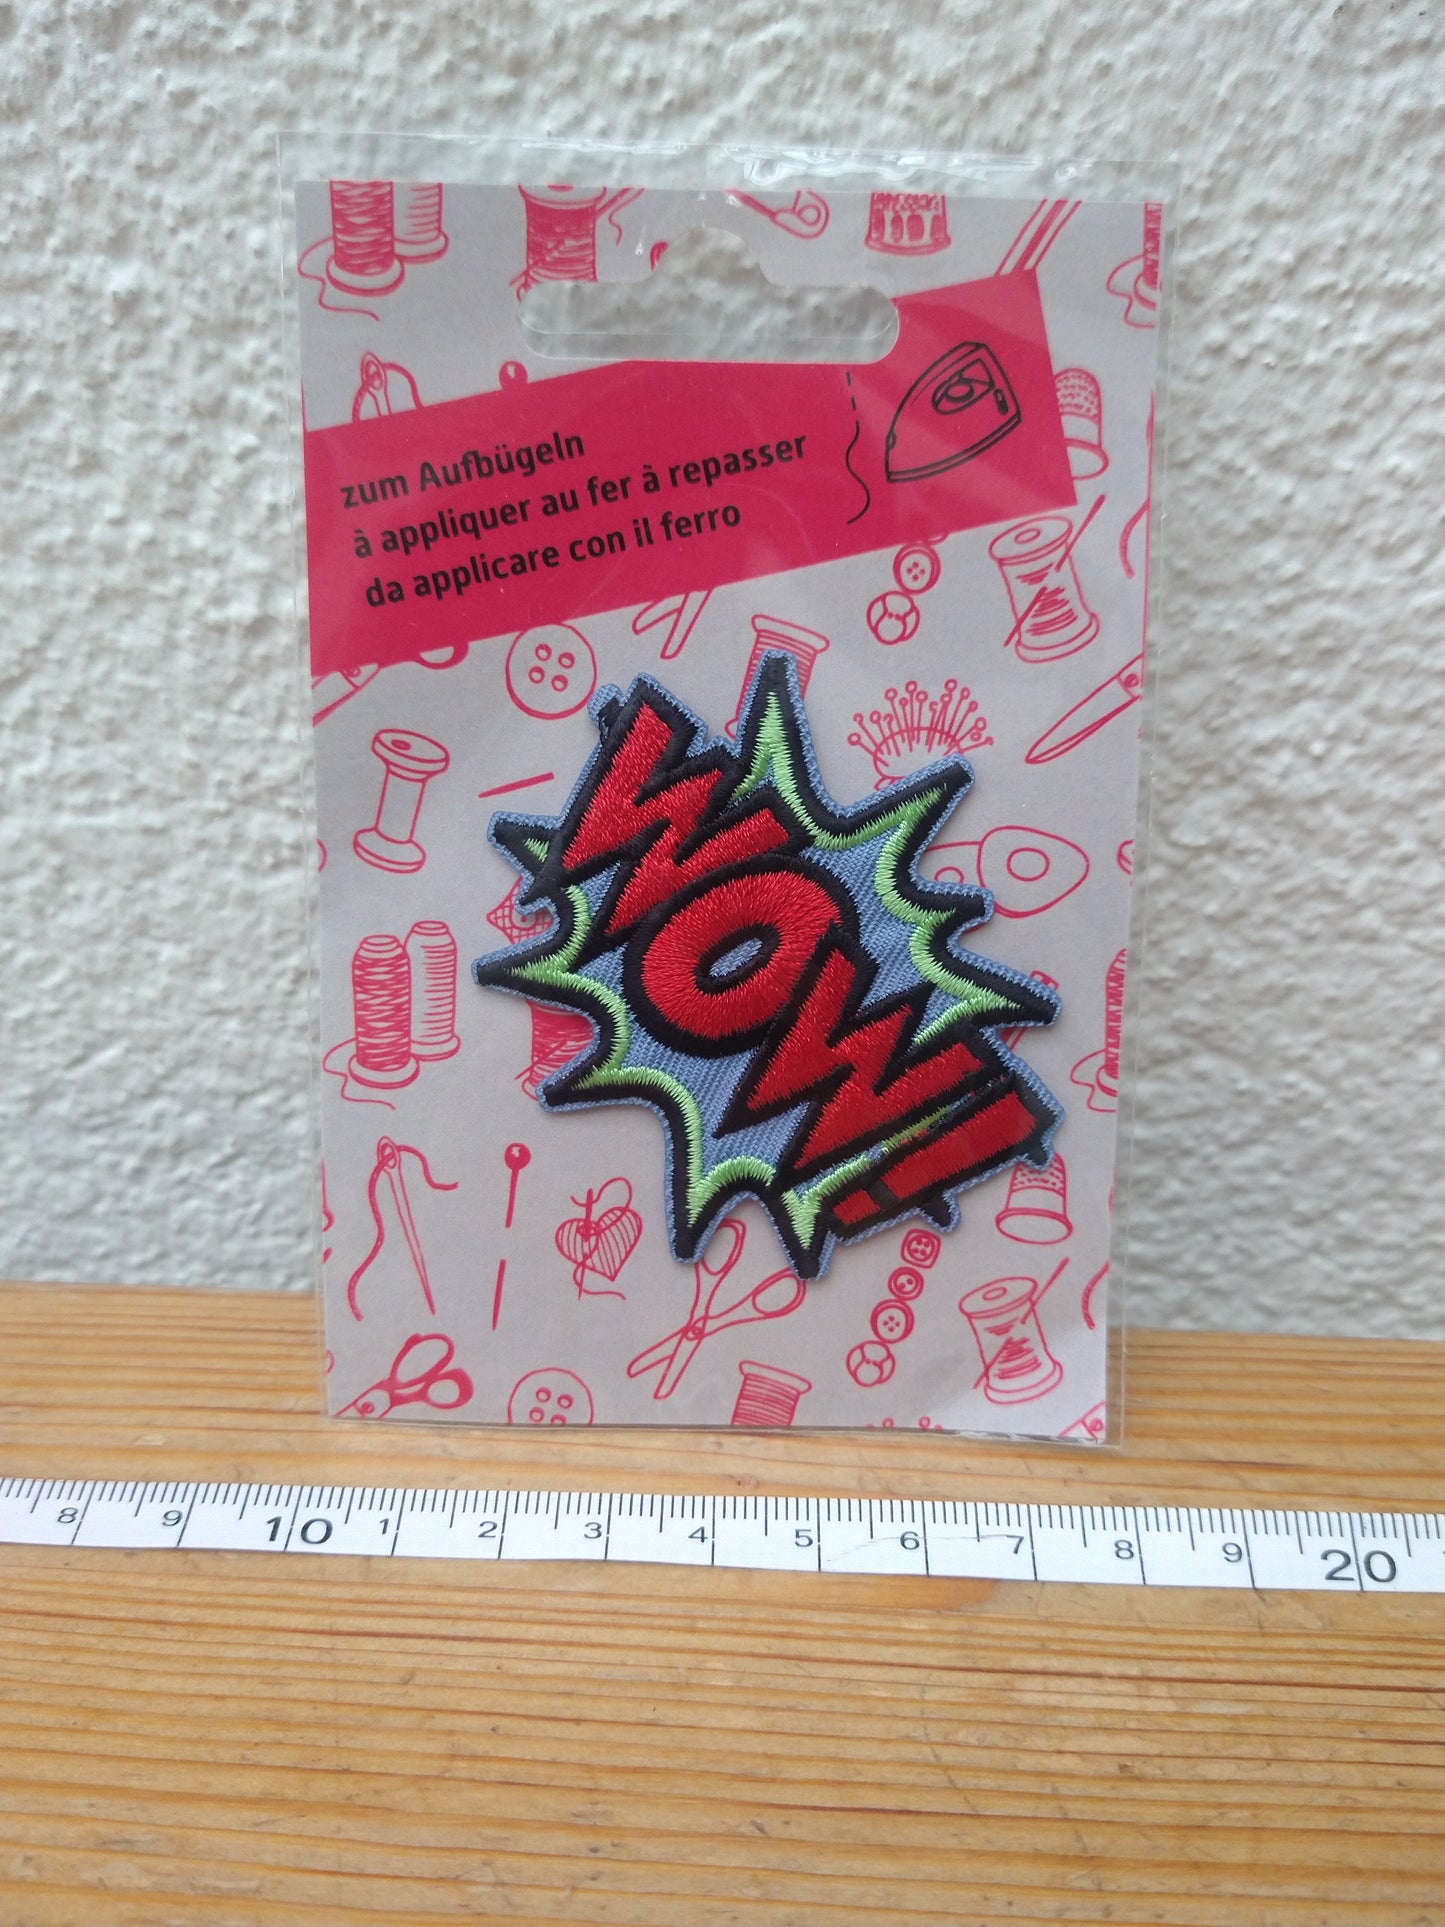 zum Aufbügeln
à appliquer au fer à repasser
da applicare con il ferro
WOW!
8 9 10 1 2 3 4 5 6 7 8 9 20